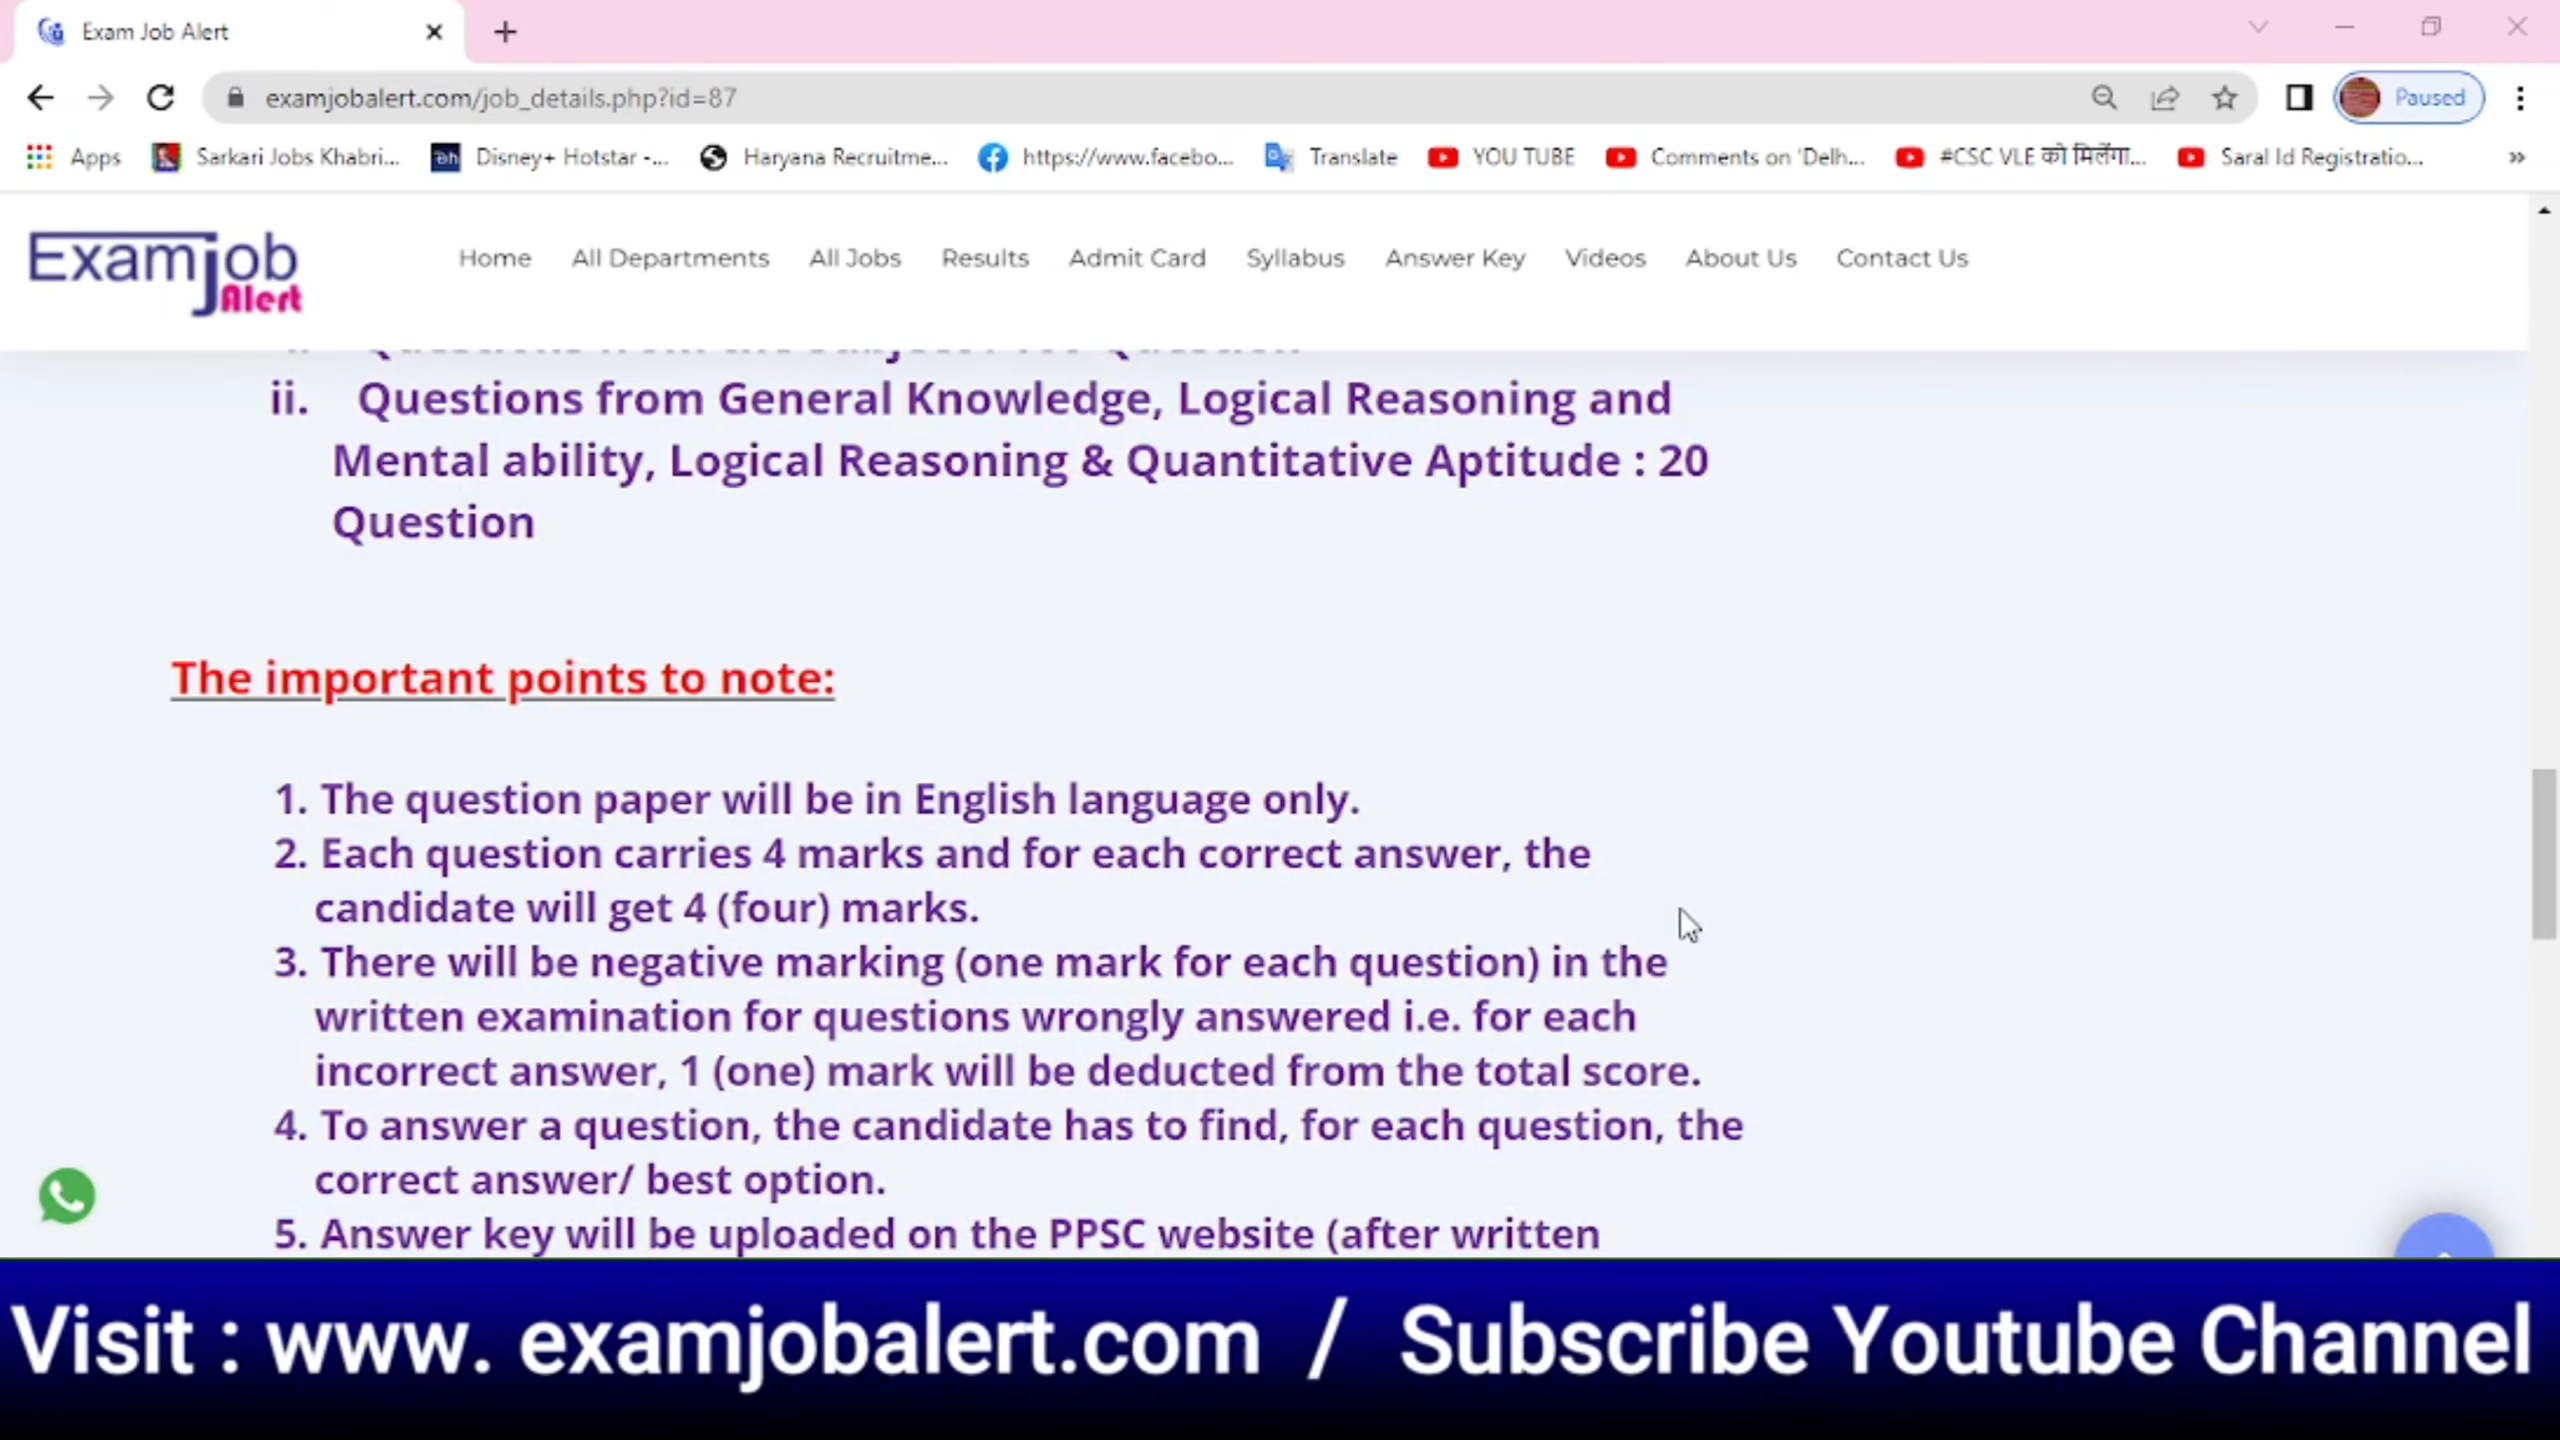 Exam Job Alert
examjobalert.com/job_details.php?id=87
Paused
Apps
Sarkari Jobs Khabri...
Disney+ Hotstar -...
Haryana Recruitme...
https://www.facebo...
Translate
YOU TUBE
Comments on 'Delh...
#CSC VLE को मिलेंगा...
Saral Id Registratio...
»
Examjob
Alert
Home
All Departments
All Jobs
Results
Admit Card
Syllabus
Answer Key
Videos
About Us
Contact Us
ii. Questions from General Knowledge, Logical Reasoning and
Mental ability, Logical Reasoning & Quantitative Aptitude : 20
Question
The important points to note:
1. The question paper will be in English language only.
2. Each question carries 4 marks and for each correct answer, the
candidate will get 4 (four) marks.
3. There will be negative marking (one mark for each question) in the
written examination for questions wrongly answered i.e. for each
incorrect answer, 1 (one) mark will be deducted from the total score.
4. To answer a question, the candidate has to find, for each question, the
correct answer/ best option.
5. Answer key will be uploaded on the PPSC website (after written
Visit : www. examjobalert.com / Subscribe Youtube Channel